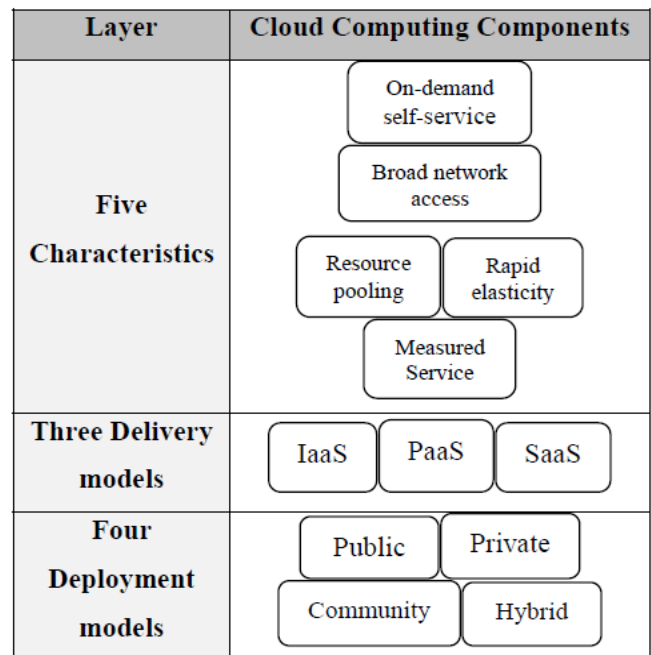 Layer
Cloud Computing Components
Five
Characteristics
On-demand
self-service
Broad network
access
Resource
pooling
Rapid
elasticity
Measured
Service
Three Delivery
models
IaaS
PaaS
SaaS
Four
Deployment
models
Public
Private
Community
Hybrid